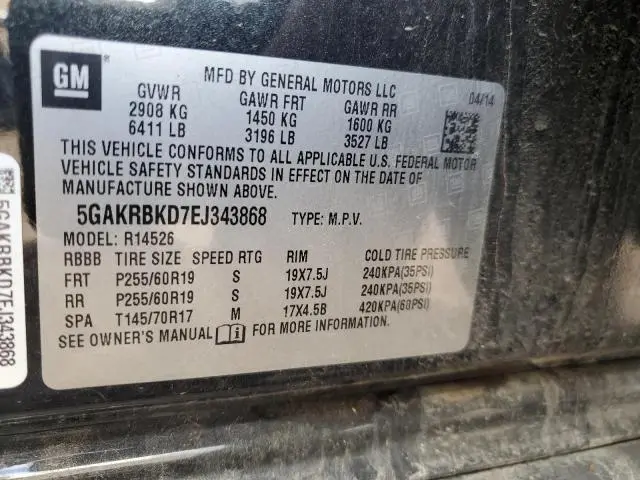 GM
MFD BY GENERAL MOTORS LLC
04/14
GVWR GAWR FRT GAWR RR
2908 KG 1450 KG 1600 KG
6411 LB 3196 LB 3527 LB
THIS VEHICLE CONFORMS TO ALL APPLICABLE U.S. FEDERAL MOTOR
VEHICLE SAFETY STANDARDS IN EFFECT ON THE DATE OF
MANUFACTURE SHOWN ABOVE.
5GAKRBKD7EJ343868 TYPE: M.P.V.
MODEL: R14526
RBBB TIRE SIZE SPEED RTG RIM COLD TIRE PRESSURE
FRT P255/60R19 S 19X7.5J 240KPA(35PSI)
RR P255/60R19 S 19X7.5J 240KPA(35PSI)
SPA T145/70R17 M 17X4.5B 420KPA(60PSI)
SEE OWNER'S MANUAL i FOR MORE INFORMATION.
5GAKRBKD7EJ343868